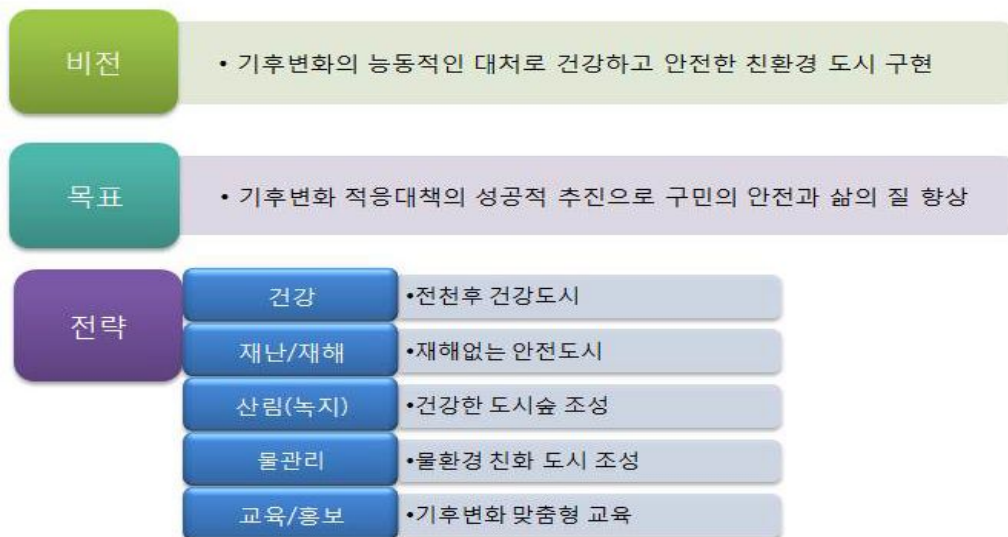 비전
• 기후변화의 능동적인 대처로 건강하고 안전한 친환경 도시 구현
목표
• 기후변화 적응대책의 성공적 추진으로 구민의 안전과 삶의 질 향상
전략
건강 •전천후 건강도시
재난/재해 •재해없는 안전도시
산림(녹지) •건강한 도시숲 조성
물관리 •물환경 친화 도시 조성
교육/홍보 •기후변화 맞춤형 교육